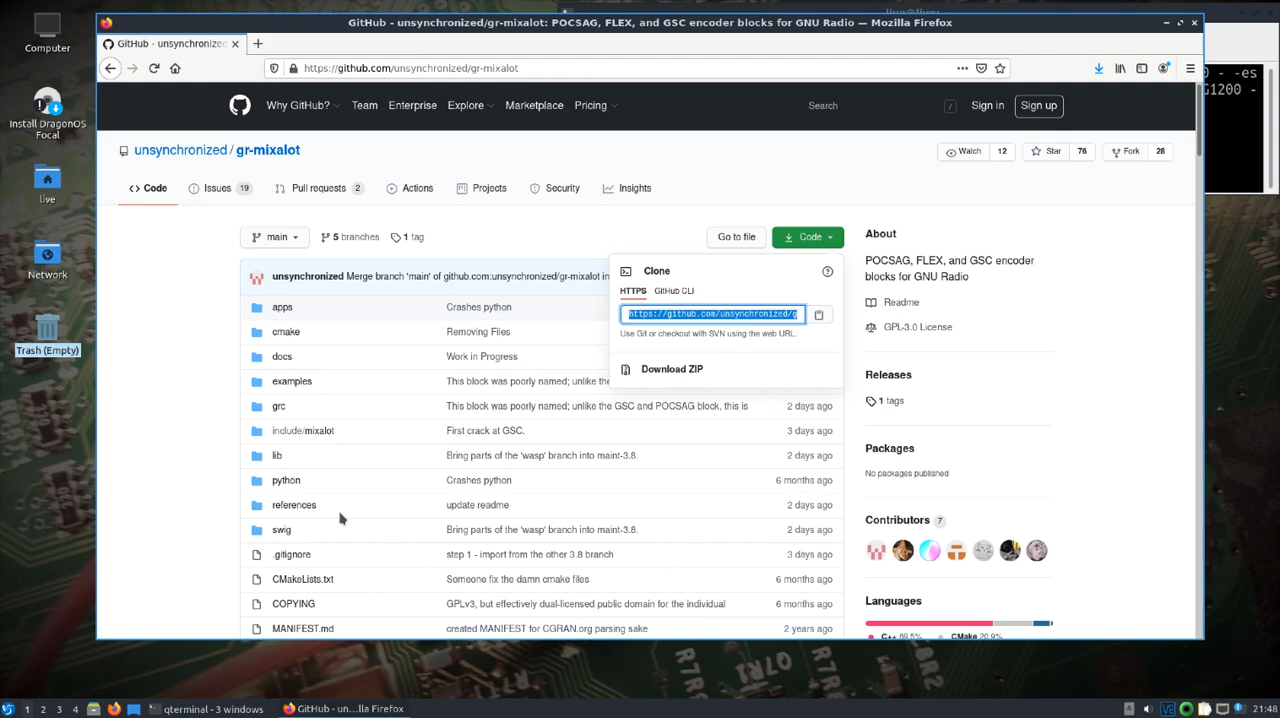 Computer
Install DragonOS
Focal
live
Network
Trash (Empty)
GitHub - unsynchronized/gr-mixalot: POCSAG, FLEX, and GSC encoder blocks for GNU Radio — Mozilla Firefox
GitHub - unsynchronized
https://github.com/unsynchronized/gr-mixalot
Why GitHub? Team Enterprise Explore Marketplace Pricing
Search /
Sign in Sign up
unsynchronized / gr-mixalot
Watch 12 Star 76 Fork 28
Code Issues 19 Pull requests 2 Actions Projects Security Insights
main 5 branches 1 tag
Go to file Code
unsynchronized Merge branch 'main' of github.com:unsynchronized/gr-mixalot in
Clone
HTTPS GitHub CLI
https://github.com/unsynchronized/g
Use Git or checkout with SVN using the web URL.
Download ZIP
apps Crashes python
cmake Removing Files
docs Work in Progress
examples This block was poorly named; unlike the
grc This block was poorly named; unlike the GSC and POCSAG block, this is 2 days ago
include/mixalot First crack at GSC. 3 days ago
lib Bring parts of the 'wasp' branch into maint-3.8. 2 days ago
python Crashes python 6 months ago
references update readme 2 days ago
swig Bring parts of the 'wasp' branch into maint-3.8. 2 days ago
.gitignore step 1 - import from the other 3.8 branch 3 days ago
CMakeLists.txt Someone fix the damn cmake files 6 months ago
COPYING GPLv3, but effectively dual-licensed public domain for the individual 6 months ago
MANIFEST.md created MANIFEST for CGRAN.org parsing sake 2 years ago
About
POCSAG, FLEX, and GSC encoder
blocks for GNU Radio
Readme
GPL-3.0 License
Releases
1 tags
Packages
No packages published
Contributors 7
Languages
C++ 69.5% CMake 20.9%
0 - -es
G1200 -
1 2 3 4
qterminal - 3 windows
GitHub - un…lla Firefox
21:48